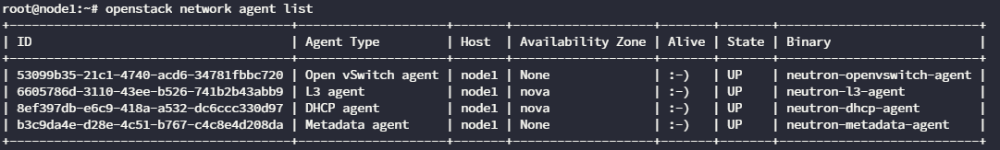 root@node1:~# openstack network agent list
+--------------------------------------+--------------------+-------+-------------------+-------+-------+---------------------------+
| ID                                   | Agent Type         | Host  | Availability Zone | Alive | State | Binary                    |
+--------------------------------------+--------------------+-------+-------------------+-------+-------+---------------------------+
| 53099b35-21c1-4740-acd6-34781fbbc720 | Open vSwitch agent | node1 | None              | :-)   | UP    | neutron-openvswitch-agent |
| 6605786d-3110-43ee-b526-741b2b43abb9 | L3 agent           | node1 | nova              | :-)   | UP    | neutron-l3-agent          |
| 8ef397db-e6c9-418a-a532-dc6ccc330d97 | DHCP agent         | node1 | nova              | :-)   | UP    | neutron-dhcp-agent        |
| b3c9da4e-d28e-4c51-b767-c4c8e4d208da | Metadata agent     | node1 | None              | :-)   | UP    | neutron-metadata-agent    |
+--------------------------------------+--------------------+-------+-------------------+-------+-------+---------------------------+